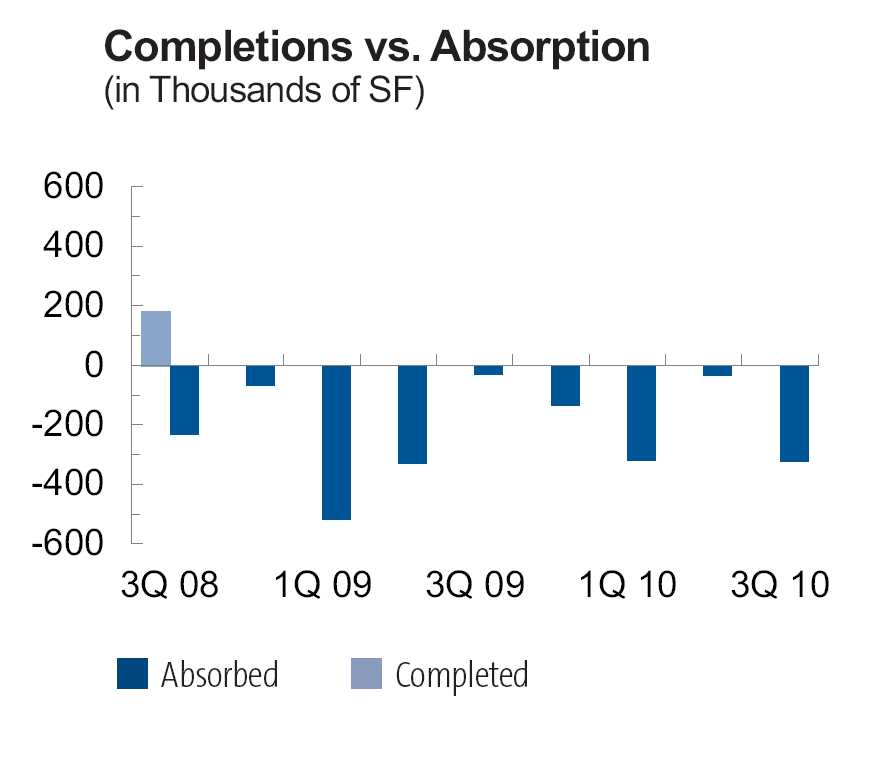 Completions vs. Absorption
(in Thousands of SF)
600
400
200
0
-200
-400
-600
3Q 08 1Q 09 3Q 09 1Q 10 3Q 10
Absorbed Completed